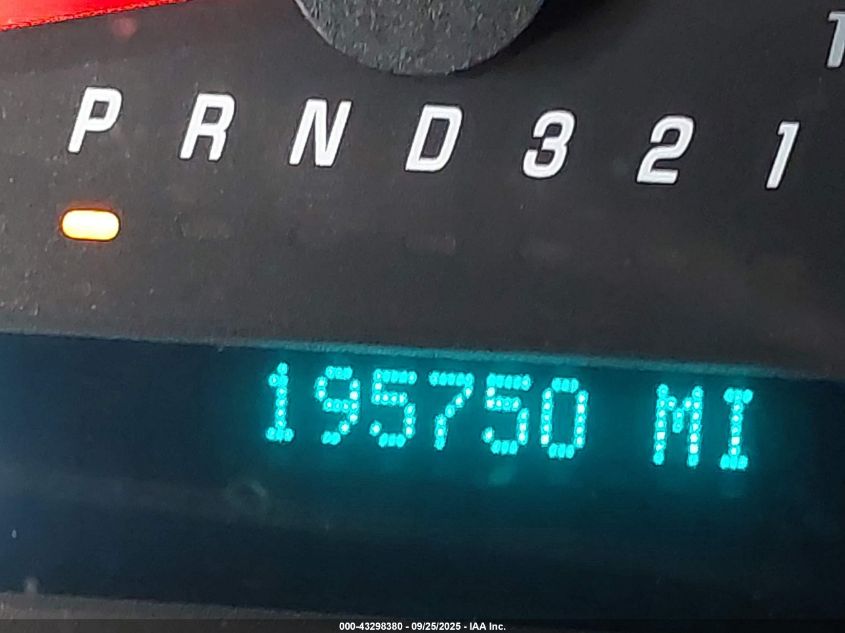 P R N D 3 2 1
195750 MI
000-43298380 - 09/25/2025 - IAA Inc.